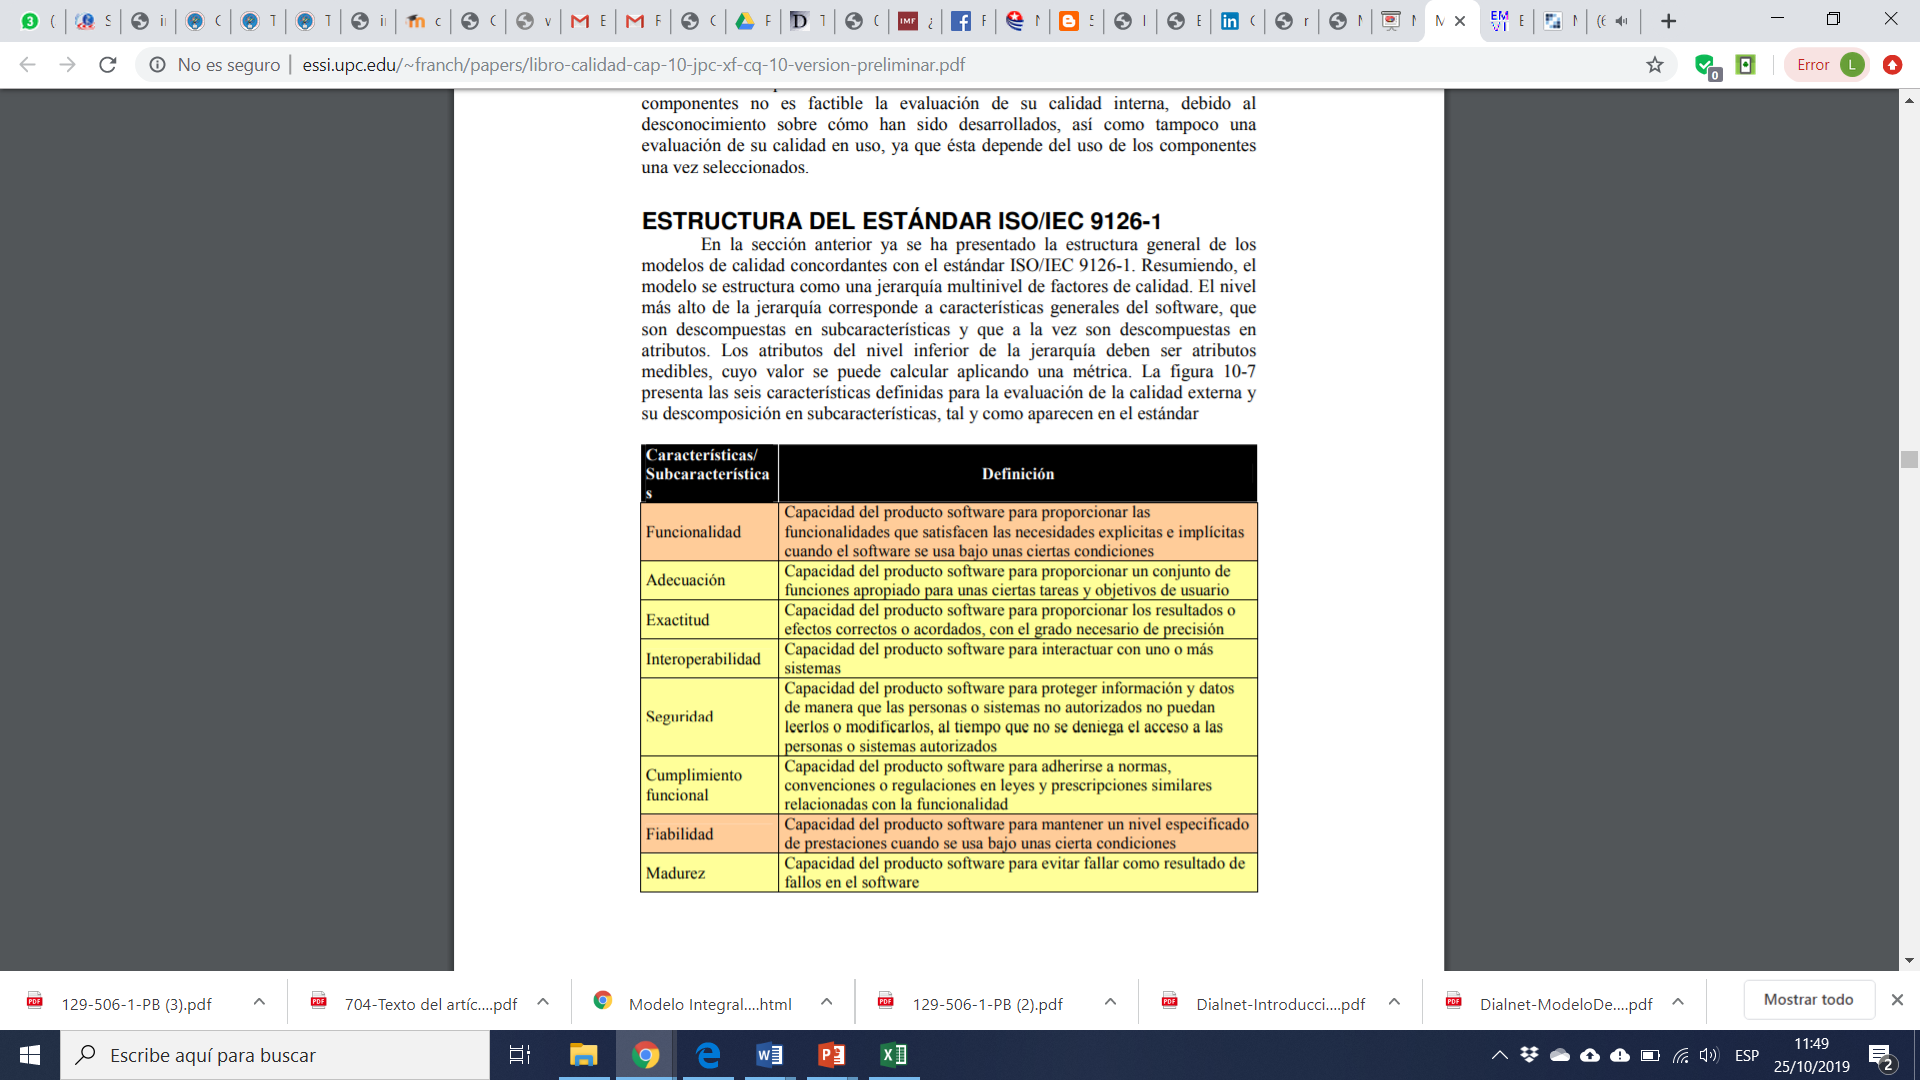 No es seguro | essi.upc.edu/~franch/papers/libro-calidad-cap-10-jpc-xf-cq-10-version-preliminar.pdf
0
Error L
componentes no es factible la evaluación de su calidad interna, debido al
desconocimiento sobre cómo han sido desarrollados, así como tampoco una
evaluación de su calidad en uso, ya que ésta depende del uso de los componentes
una vez seleccionados.
ESTRUCTURA DEL ESTÁNDAR ISO/IEC 9126-1
En la sección anterior ya se ha presentado la estructura general de los
modelos de calidad concordantes con el estándar ISO/IEC 9126-1. Resumiendo, el
modelo se estructura como una jerarquía multinivel de factores de calidad. El nivel
más alto de la jerarquía corresponde a características generales del software, que
son descompuestas en subcaracterísticas y que a la vez son descompuestas en
atributos. Los atributos del nivel inferior de la jerarquía deben ser atributos
medibles, cuyo valor se puede calcular aplicando una métrica. La figura 10-7
presenta las seis características definidas para la evaluación de la calidad externa y
su descomposición en subcaracterísticas, tal y como aparecen en el estándar
Características/
Subcaracterística
s
Definición
Funcionalidad
Capacidad del producto software para proporcionar las
funcionalidades que satisfacen las necesidades explicitas e implícitas
cuando el software se usa bajo unas ciertas condiciones
Adecuación
Capacidad del producto software para proporcionar un conjunto de
funciones apropiado para unas ciertas tareas y objetivos de usuario
Exactitud
Capacidad del producto software para proporcionar los resultados o
efectos correctos o acordados, con el grado necesario de precisión
Interoperabilidad
Capacidad del producto software para interactuar con uno o más
sistemas
Seguridad
Capacidad del producto software para proteger información y datos
de manera que las personas o sistemas no autorizados no puedan
leerlos o modificarlos, al tiempo que no se deniega el acceso a las
personas o sistemas autorizados
Cumplimiento
funcional
Capacidad del producto software para adherirse a normas,
convenciones o regulaciones en leyes y prescripciones similares
relacionadas con la funcionalidad
Fiabilidad
Capacidad del producto software para mantener un nivel especificado
de prestaciones cuando se usa bajo unas cierta condiciones
Madurez
Capacidad del producto software para evitar fallar como resultado de
fallos en el software
129-506-1-PB (3).pdf
704-Texto del artíc....pdf
Modelo Integral....html
129-506-1-PB (2).pdf
Dialnet-Introducci....pdf
Dialnet-ModeloDe....pdf
Mostrar todo
Escribe aquí para buscar
ESP
11:49
25/10/2019
2